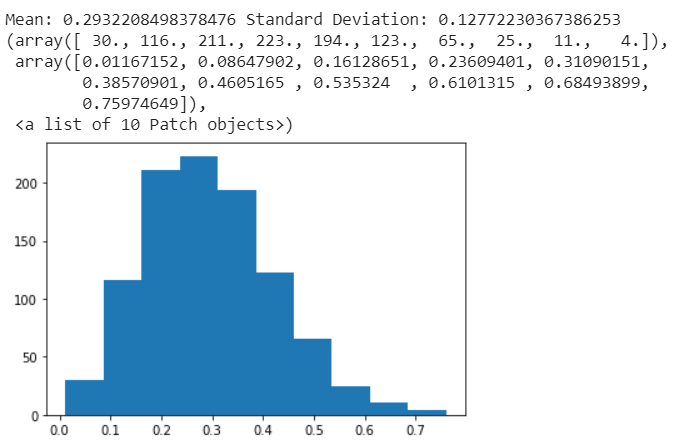 Mean: 0.2932208498378476 Standard Deviation: 0.12772230367386253
(array([ 30., 116., 211., 223., 194., 123., 65., 25., 11., 4.]),
array([0.01167152, 0.08647902, 0.16128651, 0.23609401, 0.31090151,
0.38570901, 0.4605165 , 0.535324 , 0.6101315 , 0.68493899,
0.75974649]),
<a list of 10 Patch objects>)
200
150
100
50
0
0.0 0.1 0.2 0.3 0.4 0.5 0.6 0.7